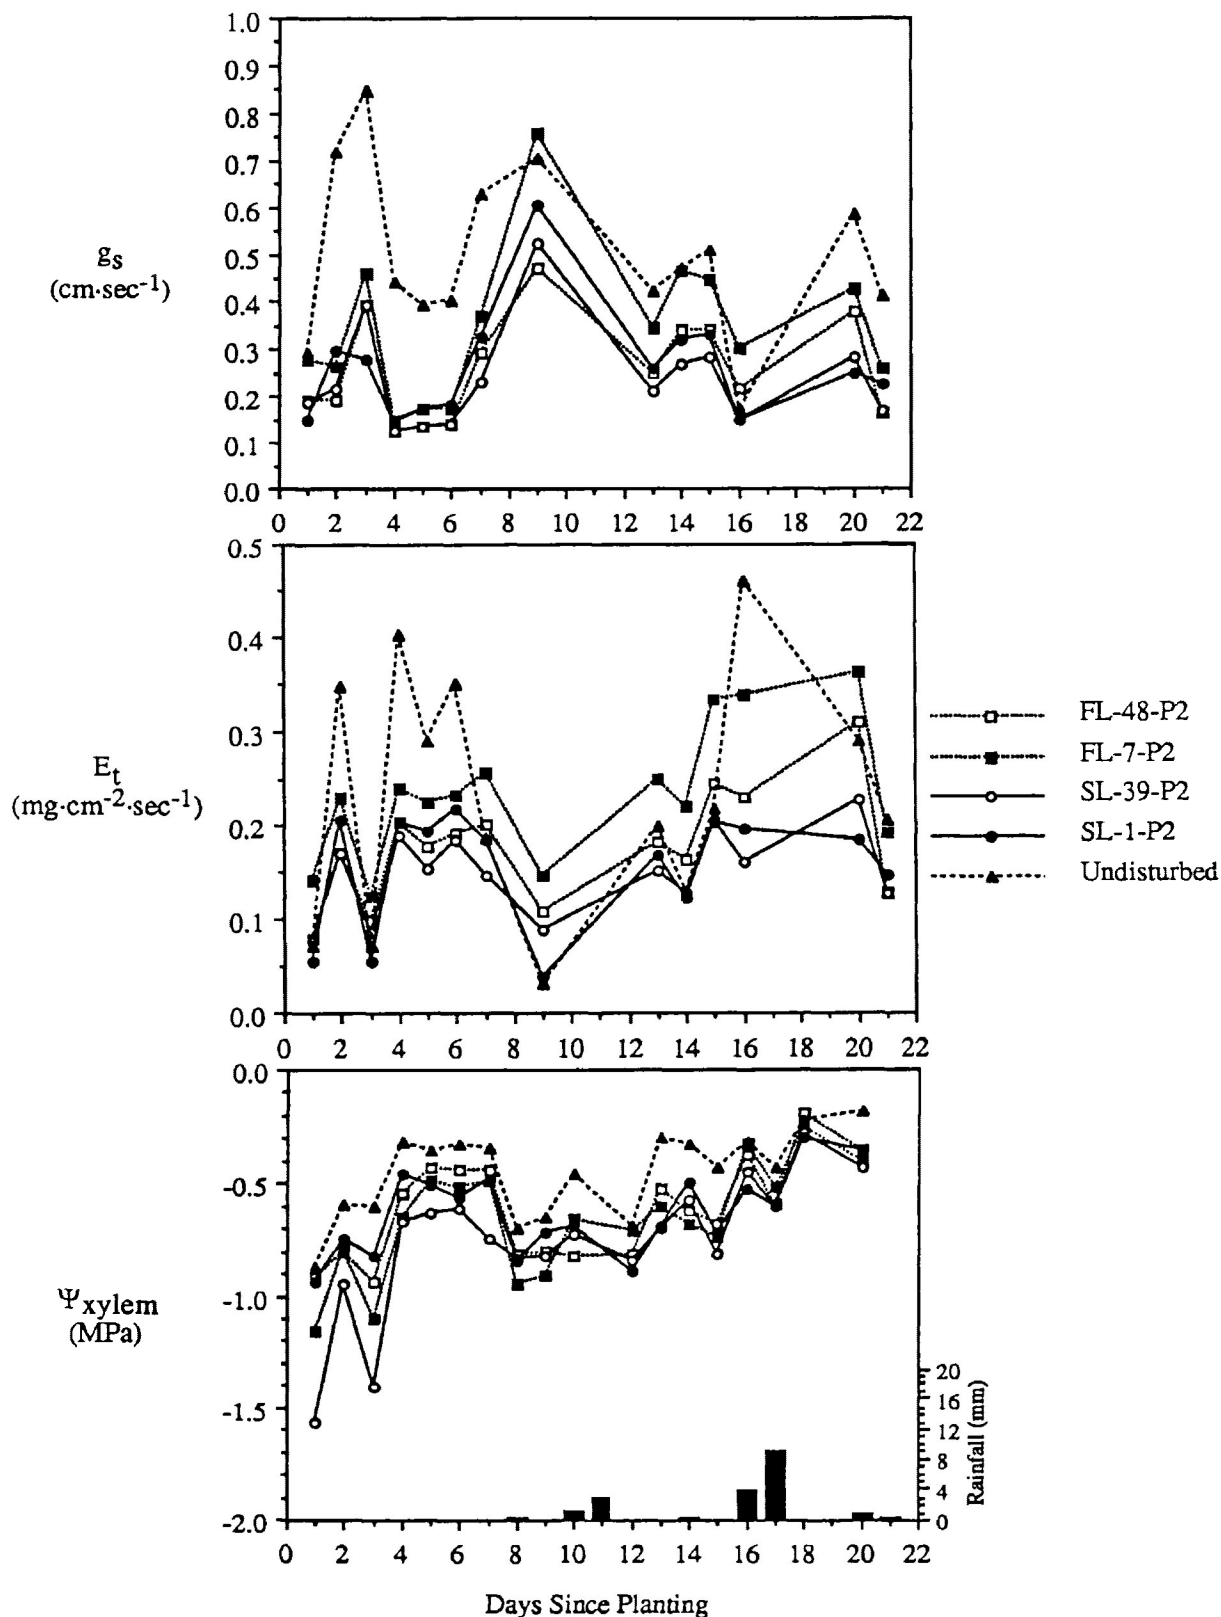 1.0
0.9
0.8
0.7
0.6
0.5
0.4
0.3
0.2
0.1
0.0
gs
(cm·sec-1)
0 2 4 6 8 10 12 14 16 18 20 22
0.5
0.4
0.3
0.2
0.1
0.0
Et
(mg·cm-2·sec-1)
0 2 4 6 8 10 12 14 16 18 20 22
FL-48-P2
FL-7-P2
SL-39-P2
SL-1-P2
Undisturbed
0.0
-0.5
-1.0
-1.5
-2.0
Ψxylem
(MPa)
20
16
12
8
4
0
Rainfall (mm)
0 2 4 6 8 10 12 14 16 18 20 22
Days Since Planting